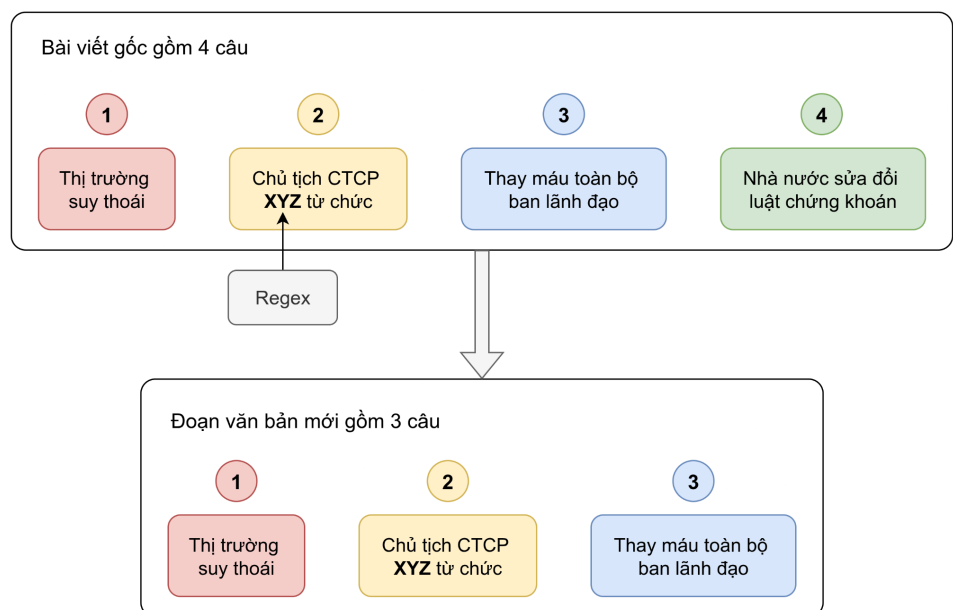 Bài viết gốc gồm 4 câu
1
2
3
4
Thị trường
suy thoái
Chủ tịch CTCP
XYZ từ chức
Thay máu toàn bộ
ban lãnh đạo
Nhà nước sửa đổi
luật chứng khoán
Regex
Đoạn văn bản mới gồm 3 câu
1
2
3
Thị trường
suy thoái
Chủ tịch CTCP
XYZ từ chức
Thay máu toàn bộ
ban lãnh đạo